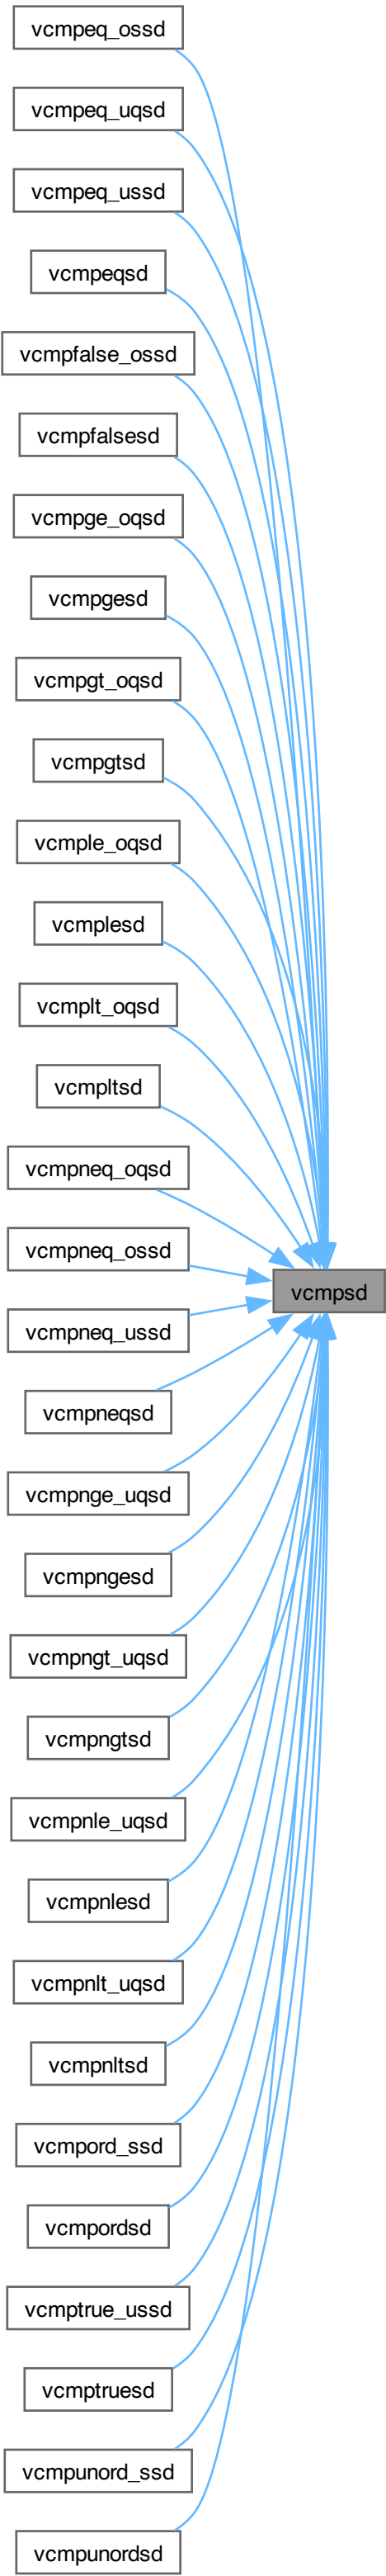 vcmpeq_ossd
vcmpeq_uqsd
vcmpeq_ussd
vcmpeqsd
vcmpfalse_ossd
vcmpfalsesd
vcmpge_oqsd
vcmpgesd
vcmpgt_oqsd
vcmpgtsd
vcmple_oqsd
vcmplesd
vcmplt_oqsd
vcmpltsd
vcmpneq_oqsd
vcmpneq_ossd
vcmpsd
vcmpneq_ussd
vcmpneqsd
vcmpnge_uqsd
vcmpngesd
vcmpngt_uqsd
vcmpngtsd
vcmpnle_uqsd
vcmpnlesd
vcmpnlt_uqsd
vcmpnltsd
vcmpord_ssd
vcmpordsd
vcmptrue_ussd
vcmptruesd
vcmpunord_ssd
vcmpunordsd